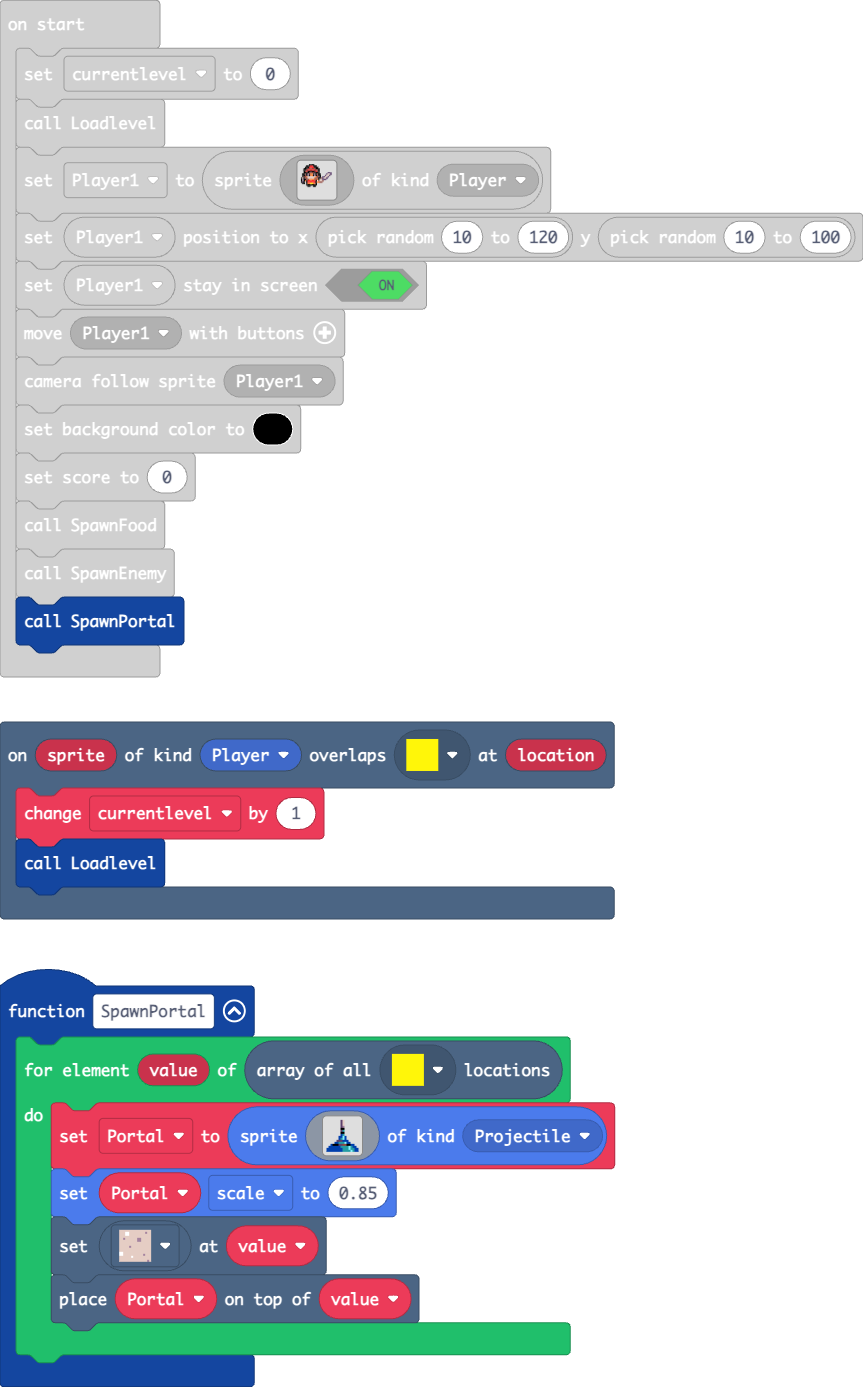 on start
set currentlevel to 0
call Loadlevel
set Player1 to sprite of kind Player
set Player1 position to x pick random 10 to 120 y pick random 10 to 100
set Player1 stay in screen ON
move Player1 with buttons
camera follow sprite Player1
set background color to
set score to 0
call SpawnFood
call SpawnEnemy
call SpawnPortal
on sprite of kind Player overlaps at location
change currentlevel by 1
call Loadlevel
function SpawnPortal
for element value of array of all locations
do
set Portal to sprite of kind Projectile
set Portal scale to 0.85
set at value
place Portal on top of value